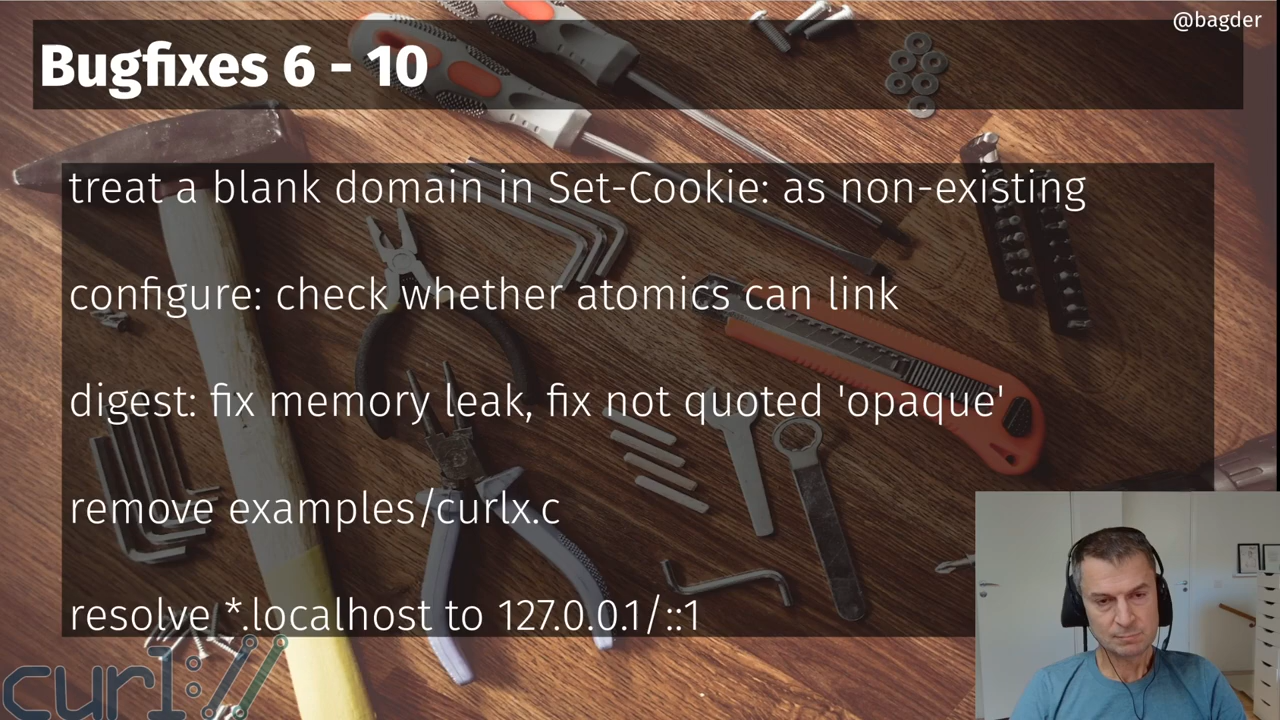 @bagder
Bugfixes 6 - 10
treat a blank domain in Set-Cookie: as non-existing
configure: check whether atomics can link
digest: fix memory leak, fix not quoted 'opaque'
remove examples/curlx.c
resolve *.localhost to 127.0.0.1/::1
curl://